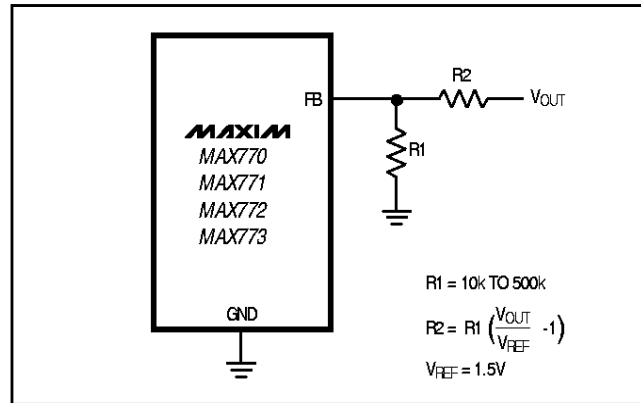 R2
FB
VOUT
MAXIM
R1
MAX770
MAX771
MAX772
MAX773
GND
R1 = 10k TO 500k
R2 = R1 (VOUT / VREF -1)
VREF = 1.5V